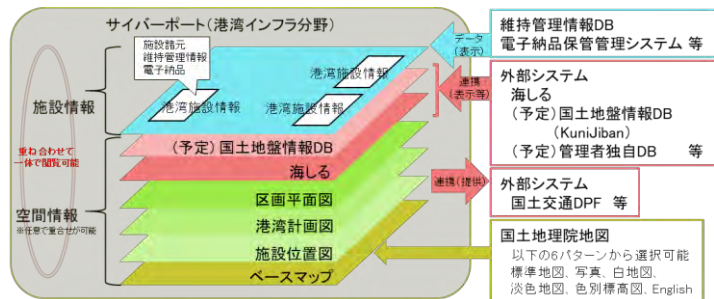 サイバーポート(港湾インフラ分野)
施設諸元
維持管理情報
電子納品
港湾施設情報
港湾施設情報
港湾施設情報
施設情報
重ね合わせて
一体で閲覧可能
空間情報
※任意で重合せが可能
(予定)国土地盤情報DB
海しる
区画平面図
港湾計画図
施設位置図
ベースマップ
データ
(表示)
連携
(表示等)
連携(提供)
維持管理情報DB
電子納品保管管理システム 等
外部システム
海しる
(予定)国土地盤情報DB
(KuniJiban)
(予定)管理者独自DB 等
外部システム
国土交通DPF 等
国土地理院地図
以下の6パターンから選択可能
標準地図、写真、白地図、
淡色地図、色別標高図、English